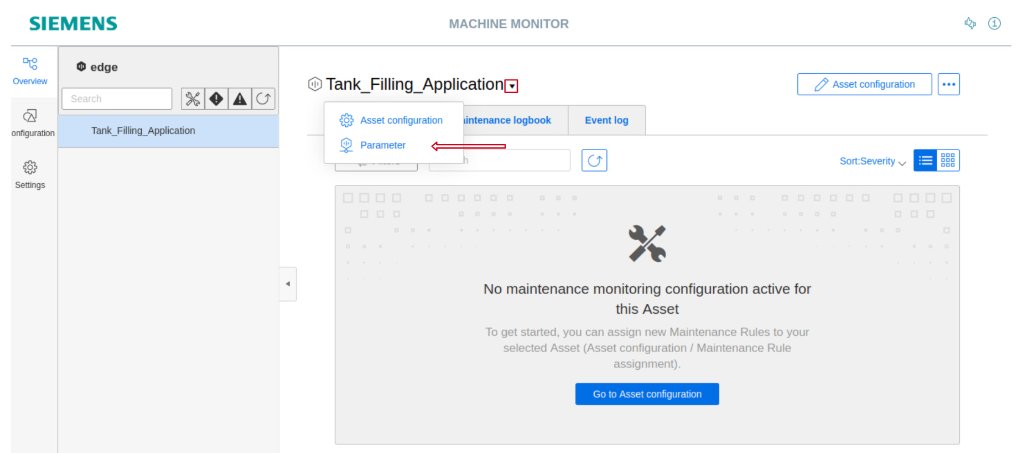 SIEMENS
MACHINE MONITOR
Overview
onfiguration
Settings
edge
Search
Tank_Filling_Application
Tank_Filling_Application
Asset configuration
Asset configuration
Parameter
intenance logbook
Event log
Sort:Severity
No maintenance monitoring configuration active for
this Asset
To get started, you can assign new Maintenance Rules to your
selected Asset (Asset configuration / Maintenance Rule
assignment).
Go to Asset configuration